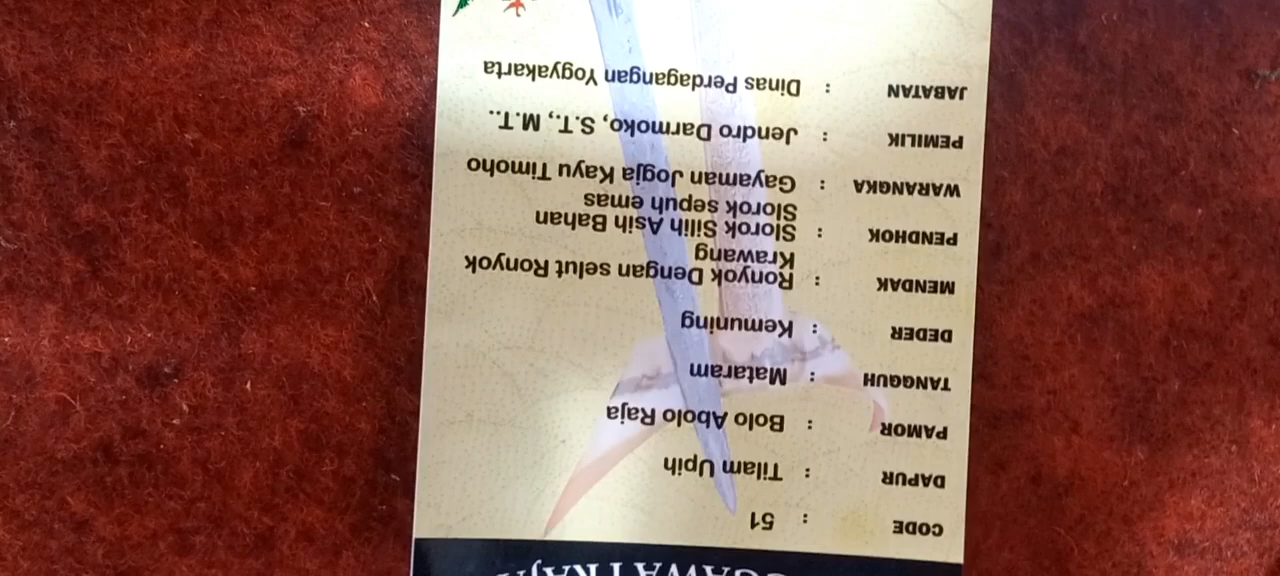 CODE : 51
DAPUR : Tilam Upih
PAMOR : Bolo Abolo Raja
TANGGUH : Mataram
DEDER : Kemuning
MENDAK : Ronyok Dengan selut Ronyok
Krawang
PENDHOK : Slorok Silih Asih Bahan
Slorok sepuh emas
WARANGKA : Gayaman Jogja Kayu Timoho
PEMILIK : Jendro Darmoko, S.T., M.T..
JABATAN : Dinas Perdagangan Yogyakarta